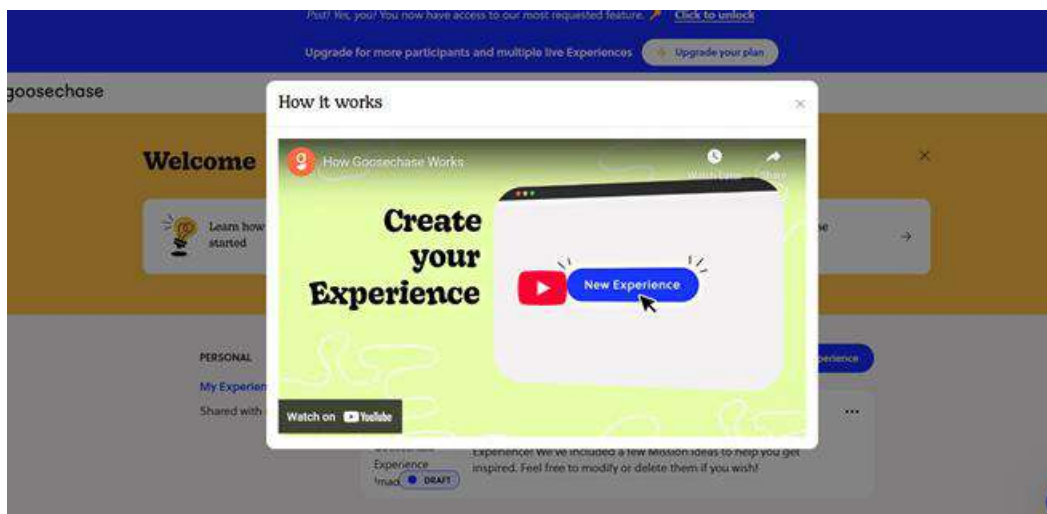 Psst! Yes, you! You now have access to our most requested feature. Click to unlock
Upgrade for more participants and multiple live Experiences Upgrade your plan
goosechase
How it works
Welcome
How Goosechase Works
Watch Later
Share
Learn how
started
Create
your
Experience
New Experience
Watch on YouTube
PERSONAL
My Experien
Shared with
perience
Experience! We've included a few Mission ideas to help you get
Experience
inspired. Feel free to modify or delete them if you wish!
DRAFT